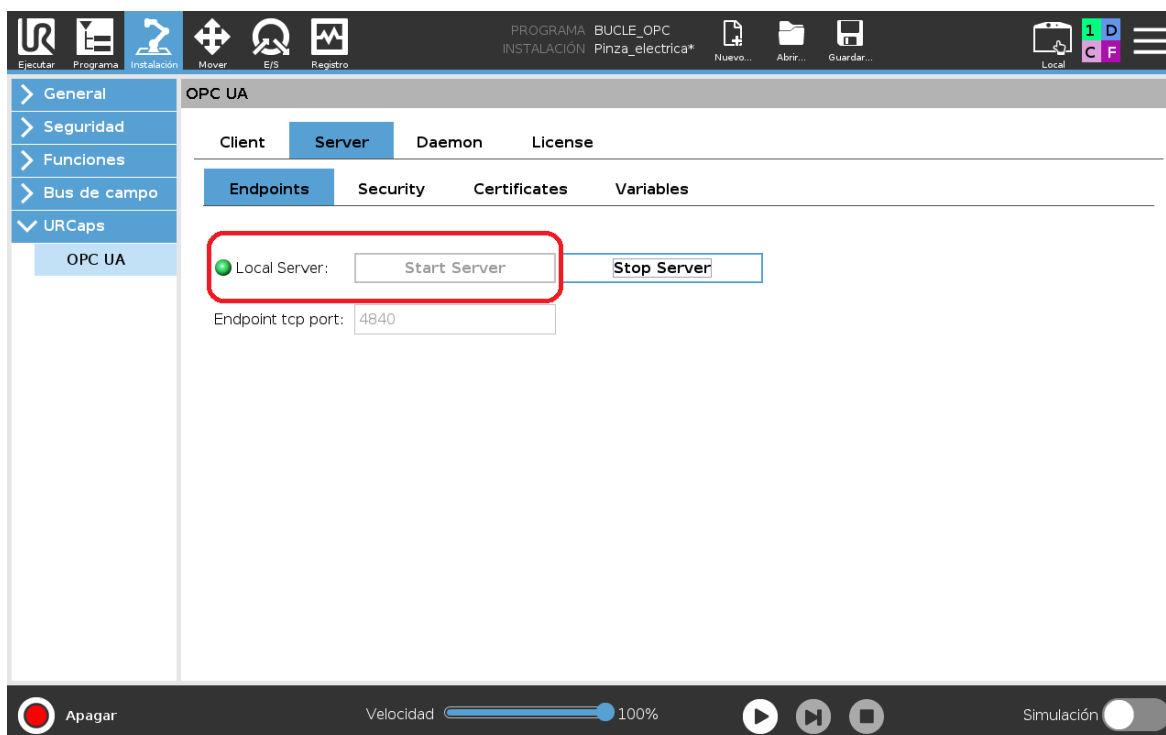 UR
PROGRAMA BUCLE_OPC
INSTALACIÓN Pinza_electrica*
1 D
C F
Ejecutar Programa Instalación Mover E/S Registro Nuevo... Abrir... Guardar... Local
General
Seguridad
Funciones
Bus de campo
URCaps
OPC UA
OPC UA
Client Server Daemon License
Endpoints Security Certificates Variables
Local Server: Start Server Stop Server
Endpoint tcp port: 4840
Apagar Velocidad 100% Simulación